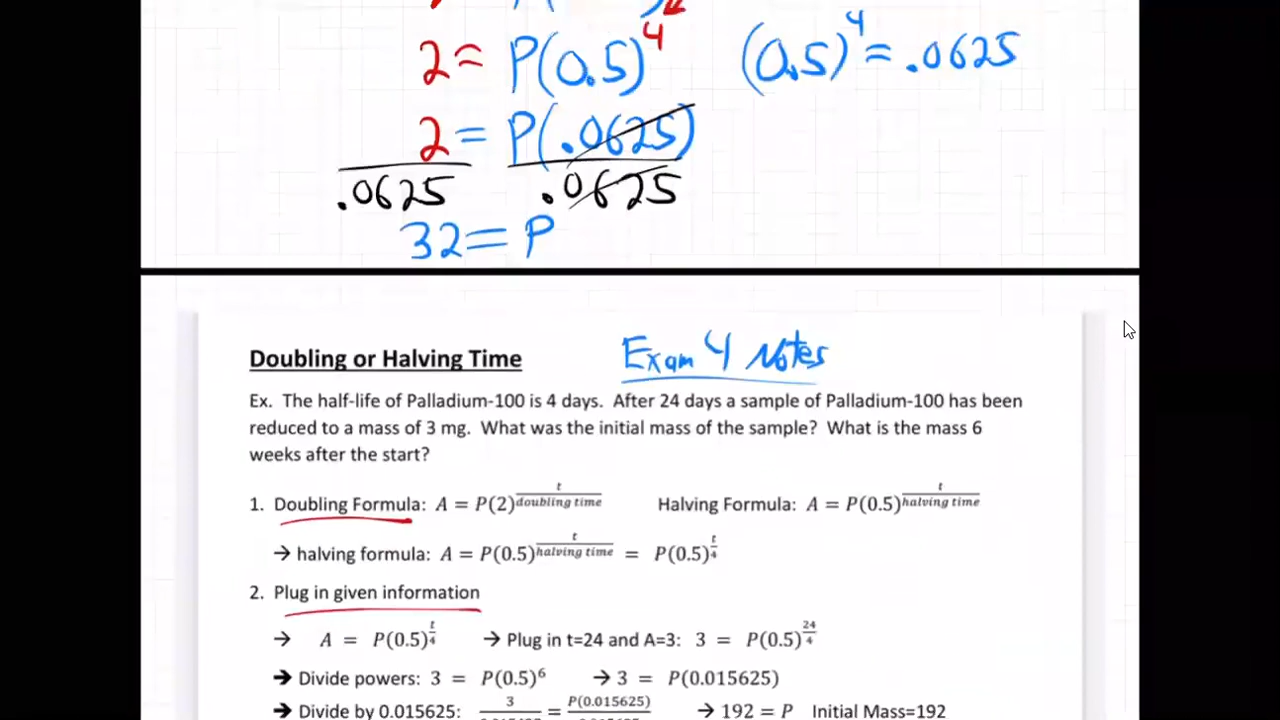 2 = P(0.5)^4 (0.5)^4 = .0625
2 = P(.0625)
.0625 .0625
32 = P
Doubling or Halving Time Exam 4 Notes
Ex. The half-life of Palladium-100 is 4 days. After 24 days a sample of Palladium-100 has been
reduced to a mass of 3 mg. What was the initial mass of the sample? What is the mass 6
weeks after the start?
1. Doubling Formula: A = P(2)^(t/doubling time) Halving Formula: A = P(0.5)^(t/halving time)
→ halving formula: A = P(0.5)^(t/halving time) = P(0.5)^(t/4)
2. Plug in given information
→ A = P(0.5)^(t/4) → Plug in t=24 and A=3: 3 = P(0.5)^(24/4)
→ Divide powers: 3 = P(0.5)^6 → 3 = P(0.015625)
→ Divide by 0.015625: 3 = P(0.015625) → 192 = P Initial Mass=192